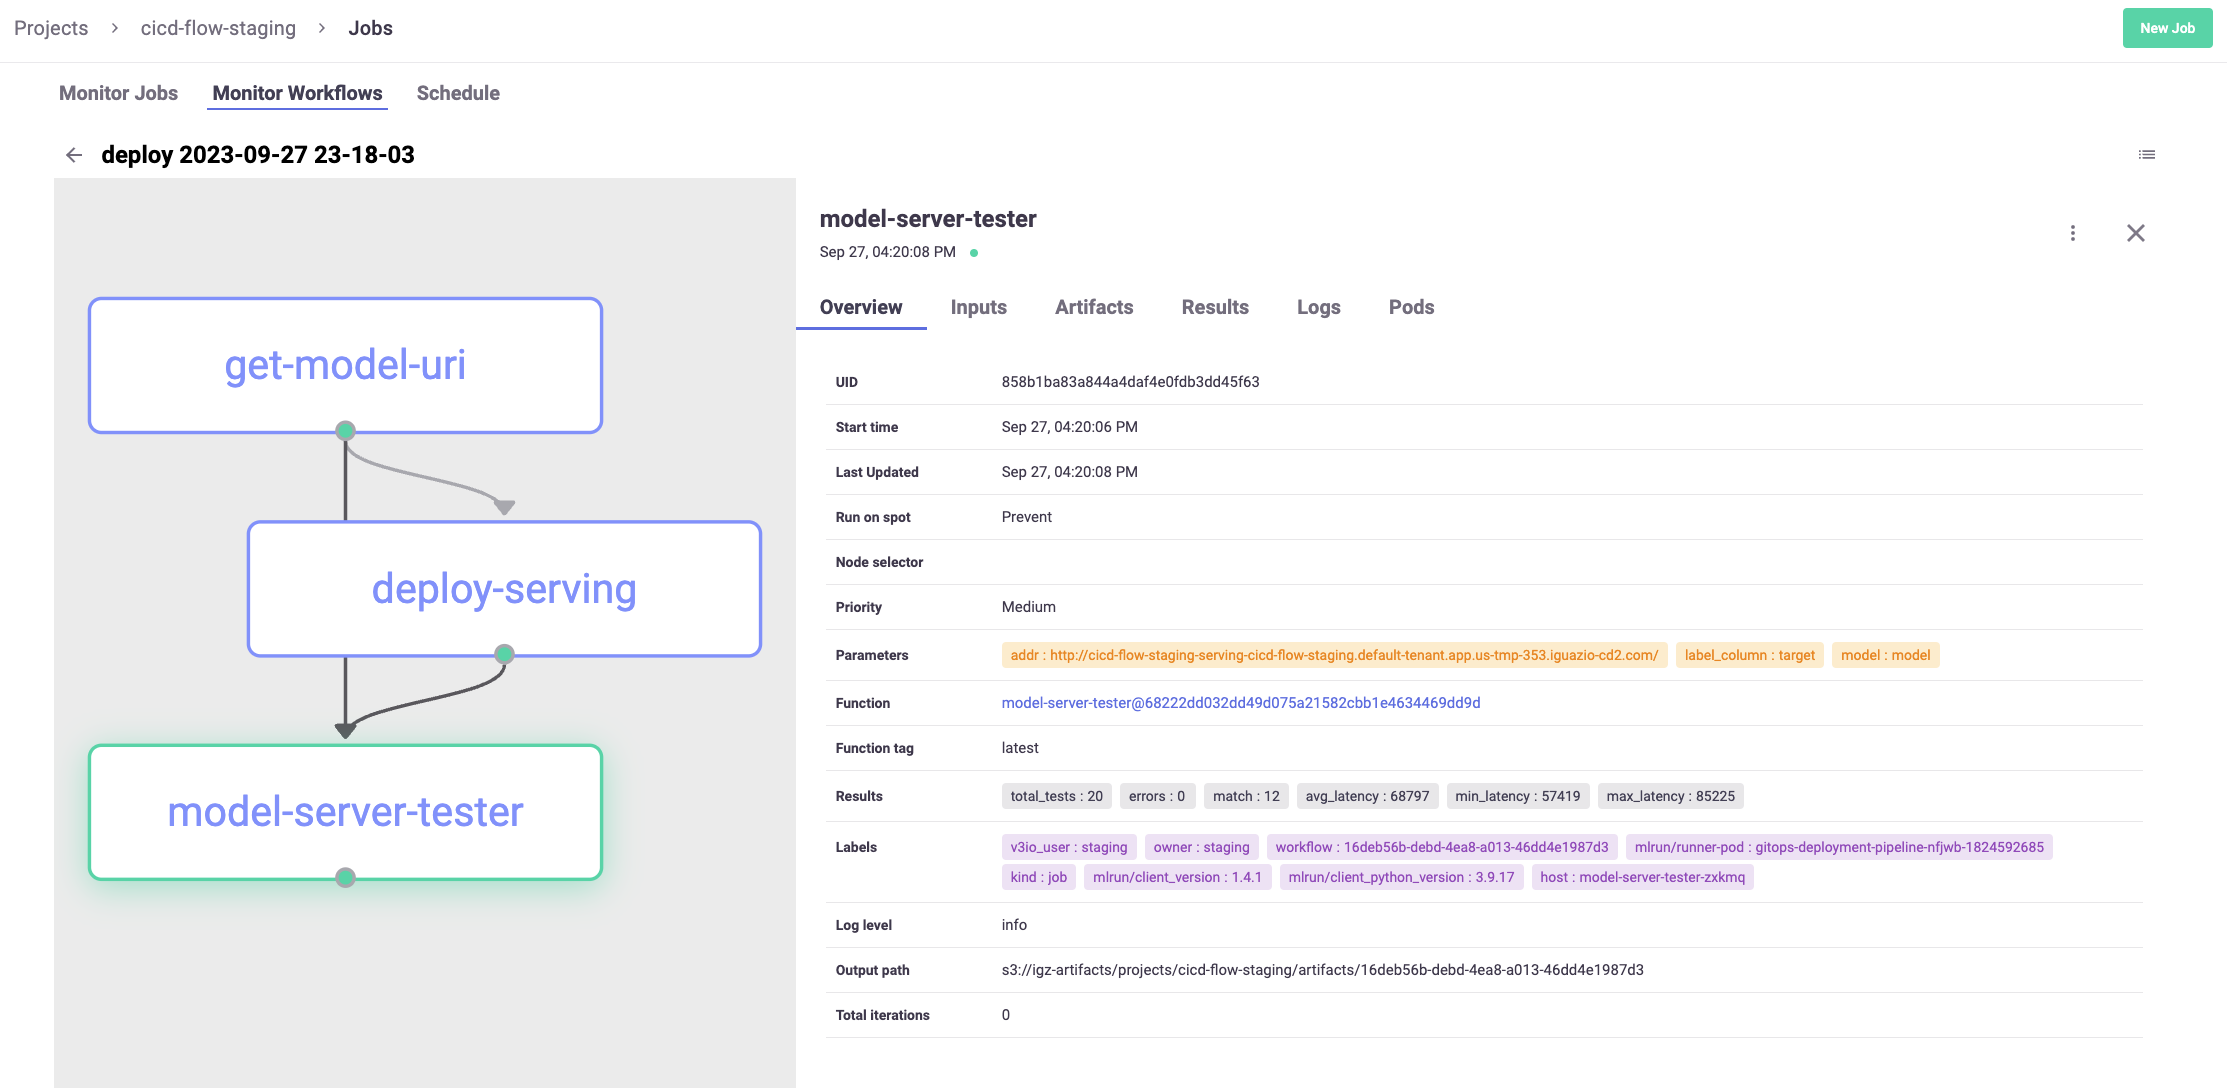 Projects > cicd-flow-staging > Jobs
New Job
Monitor Jobs Monitor Workflows Schedule
deploy 2023-09-27 23-18-03
get-model-uri
deploy-serving
model-server-tester
model-server-tester
Sep 27, 04:20:08 PM
Overview Inputs Artifacts Results Logs Pods
UID 858b1ba83a844a4daf4e0fdb3dd45f63
Start time Sep 27, 04:20:06 PM
Last Updated Sep 27, 04:20:08 PM
Run on spot Prevent
Node selector
Priority Medium
Parameters addr : http://cicd-flow-staging-serving-cicd-flow-staging.default-tenant.app.us-tmp-353.iguazio-cd2.com/ label_column : target model : model
Function model-server-tester@68222dd032dd49d075a21582cbb1e4634469dd9d
Function tag latest
Results total_tests : 20 errors : 0 match : 12 avg_latency : 68797 min_latency : 57419 max_latency : 85225
Labels v3io_user : staging owner : staging workflow : 16deb56b-debd-4ea8-a013-46dd4e1987d3 mlrun/runner-pod : gitops-deployment-pipeline-nfjwb-1824592685
kind : job mlrun/client_version : 1.4.1 mlrun/client_python_version : 3.9.17 host : model-server-tester-zxkmq
Log level info
Output path s3://igz-artifacts/projects/cicd-flow-staging/artifacts/16deb56b-debd-4ea8-a013-46dd4e1987d3
Total iterations 0